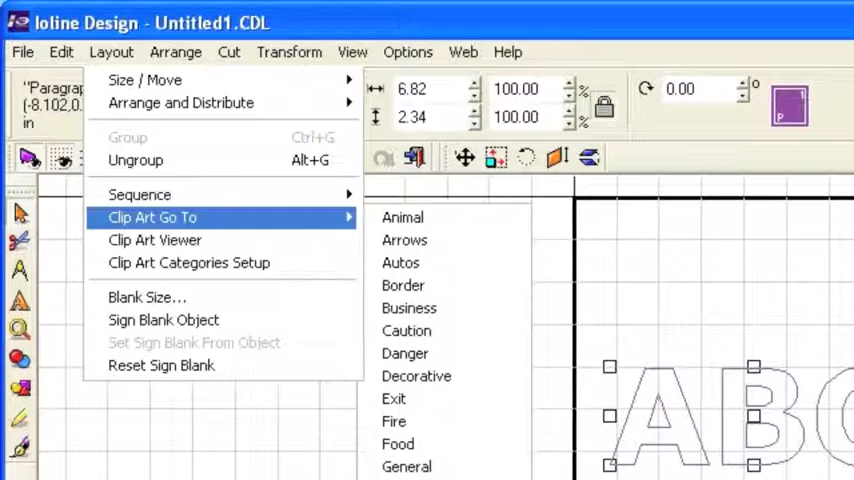 Ioline Design - Untitled1.CDL
File Edit Layout Arrange Cut Transform View Options Web Help
"Paragrap
(-8.102,0.
in
6.82 100.00 % 0.00 °
2.34 100.00 %
Size / Move
Arrange and Distribute
Group Ctrl+G
Ungroup Alt+G
Sequence
Clip Art Go To
Clip Art Viewer
Clip Art Categories Setup
Blank Size...
Sign Blank Object
Set Sign Blank From Object
Reset Sign Blank
Animal
Arrows
Autos
Border
Business
Caution
Danger
Decorative
Exit
Fire
Food
General
ABC